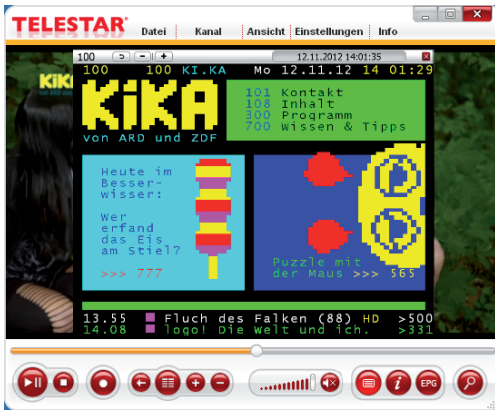 TELESTAR
Datei Kanal Ansicht Einstellungen Info
100 12.11.2012 14:01:35
100 100 KI.KA Mo 12.11.12 14 01:29
KiKA
KiKA
von ARD und ZDF
101 Kontakt
108 Inhalt
300 Programm
700 Wissen & Tipps
Heute im
Besser-
wisser:
Wer
erfand
das Eis
am Stiel?
>>> 777
Puzzle mit
der Maus >>> 565
13.55 Fluch des Falken (88) HD >500
14.08 logo! Die Welt und ich. >331
EPG